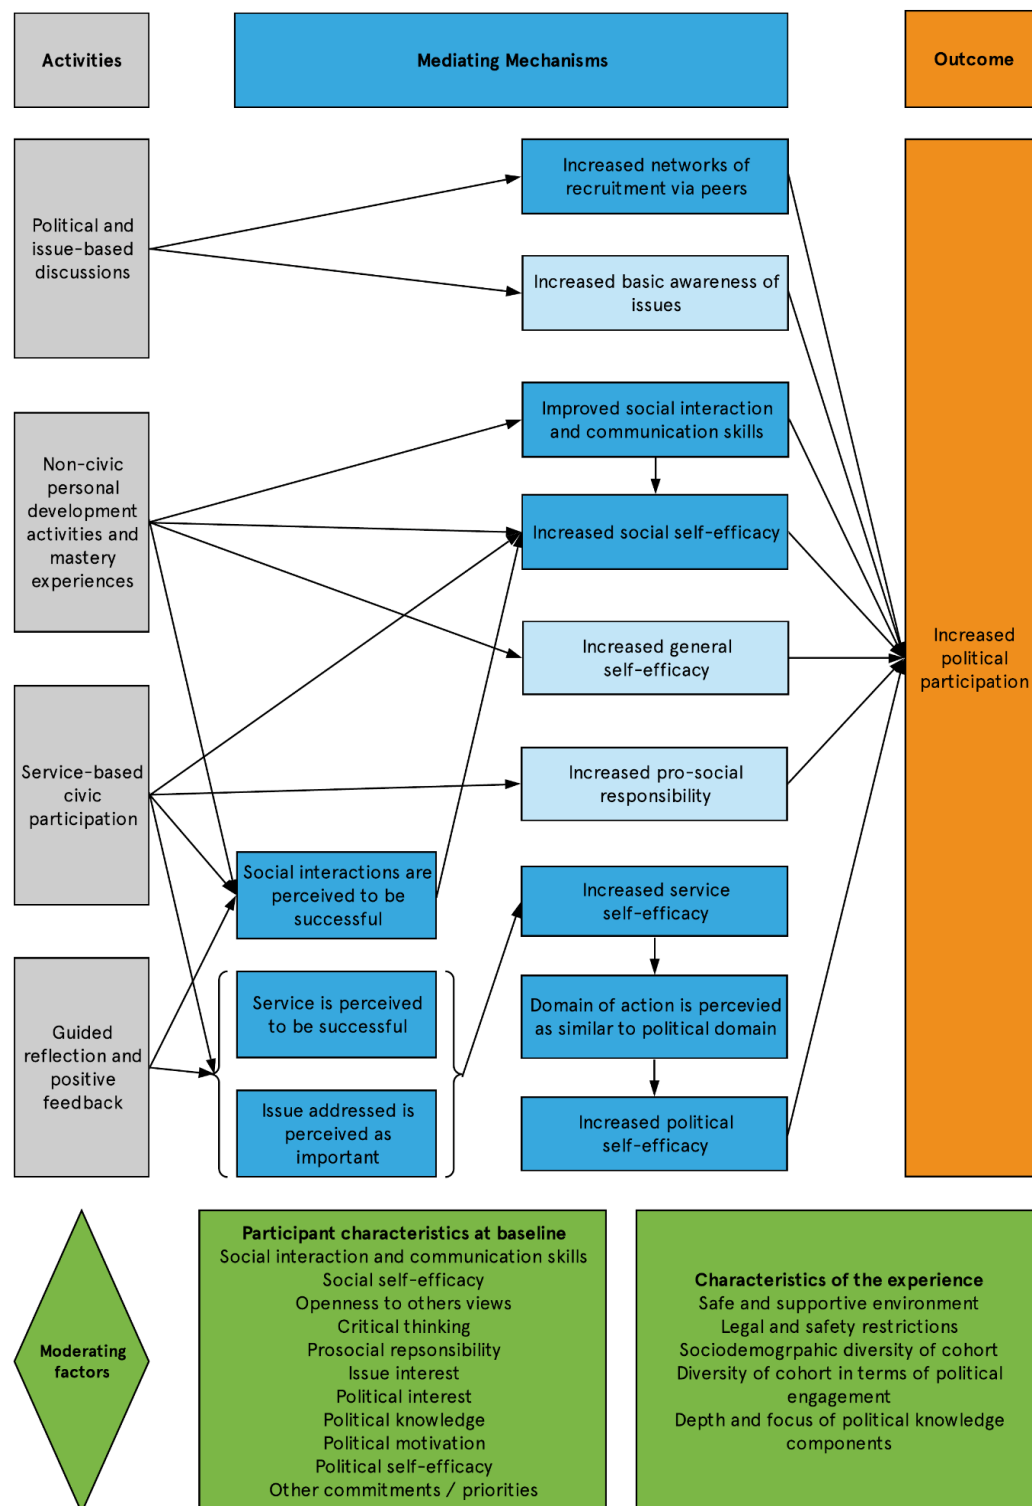 Activities
Mediating Mechanisms
Outcome
Political and
issue-based
discussions
Increased networks of
recruitment via peers
Increased basic awareness of
issues
Non-civic
personal
development
activities and
mastery
experiences
Improved social interaction
and communication skills
Increased social self-efficacy
Increased general
self-efficacy
Increased
political
participation
Service-based
civic
participation
Increased pro-social
responsibility
Social interactions are
perceived to be
successful
Increased service
self-efficacy
Guided
reflection and
positive
feedback
Service is perceived
to be successful
Domain of action is percevied
as similar to political domain
Issue addressed is
perceived as
important
Increased political
self-efficacy
Moderating
factors
Participant characteristics at baseline
Social interaction and communication skills
Social self-efficacy
Openness to others views
Critical thinking
Prosocial repsonsibility
Issue interest
Political interest
Political knowledge
Political motivation
Political self-efficacy
Other commitments / priorities
Characteristics of the experience
Safe and supportive environment
Legal and safety restrictions
Sociodemogrpahic diversity of cohort
Diversity of cohort in terms of political
engagement
Depth and focus of political knowledge
components